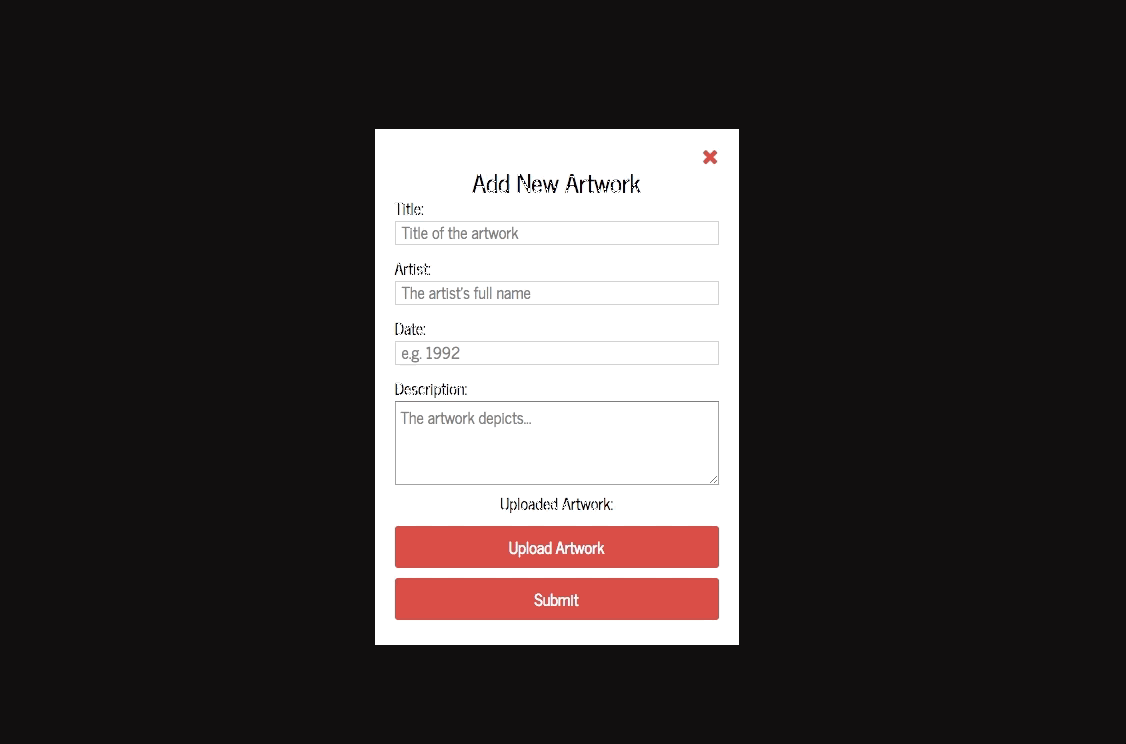 Add New Artwork
Title:
Title of the artwork
Artist:
The artist's full name
Date:
e.g. 1992
Description:
The artwork depicts...
Uploaded Artwork:
Upload Artwork
Submit